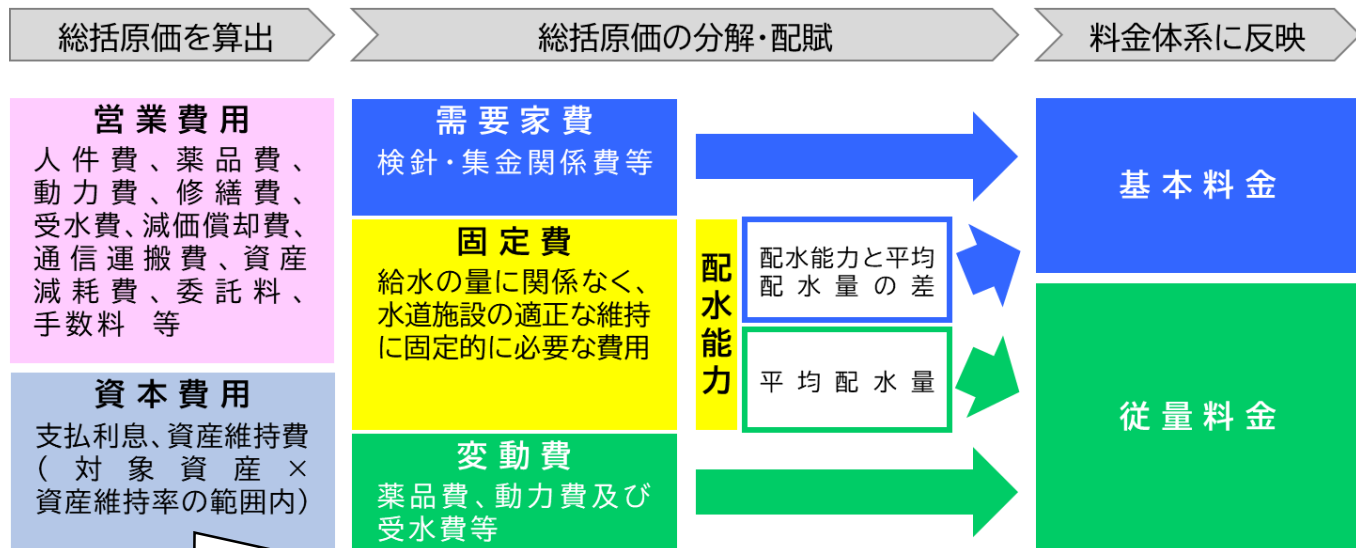 総括原価を算出
総括原価の分解・配賦
料金体系に反映
営業費用
人件費、薬品費、
動力費、修繕費、
受水費、減価償却費、
通信運搬費、資産
減耗費、委託料、
手数料 等
資本費用
支払利息、資産維持費
(対象資産×
資産維持率の範囲内)
需要家費
検針・集金関係費等
固定費
給水の量に関係なく、
水道施設の適正な維持
に固定的に必要な費用
変動費
薬品費、動力費及び
受水費等
配水能力
配水能力と平均
配水量の差
平均配水量
基本料金
従量料金